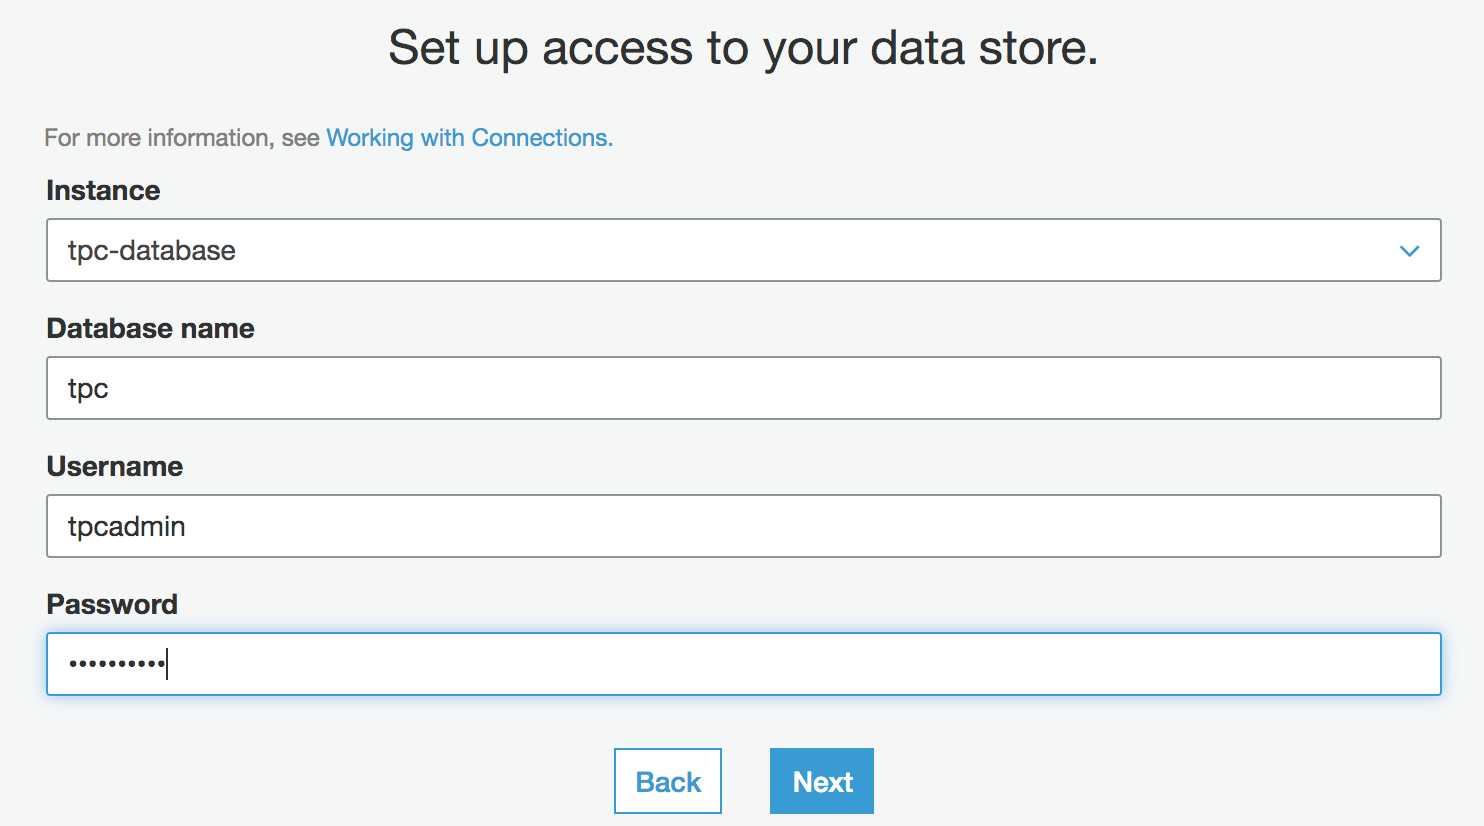 Set up access to your data store.
For more information, see Working with Connections.
Instance
tpc-database
Database name
tpc
Username
tpcadmin
Password
••••••••••
Back
Next